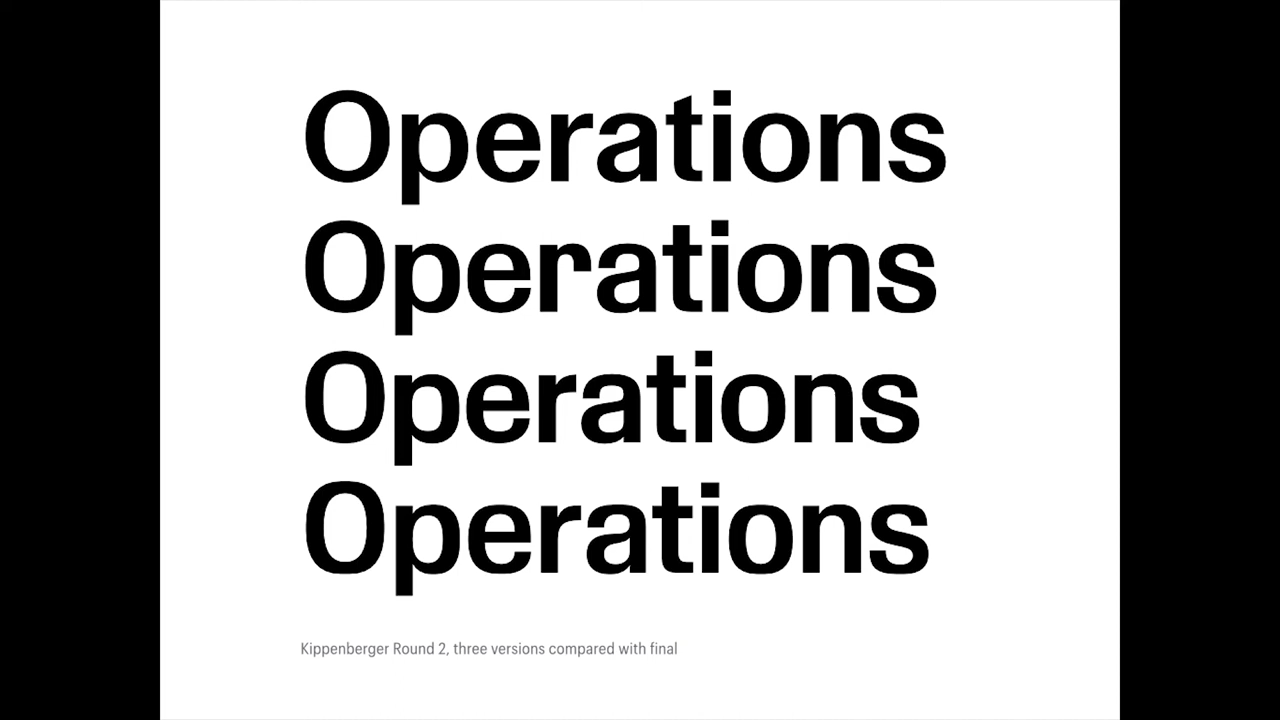 Operations
Operations
Operations
Operations
Kippenberger Round 2, three versions compared with final